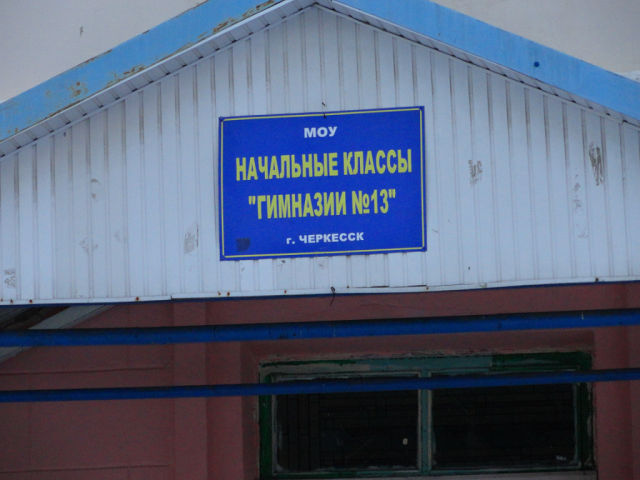 МОУ
НАЧАЛЬНЫЕ КЛАССЫ
"ГИМНАЗИИ №13"
г. ЧЕРКЕССК